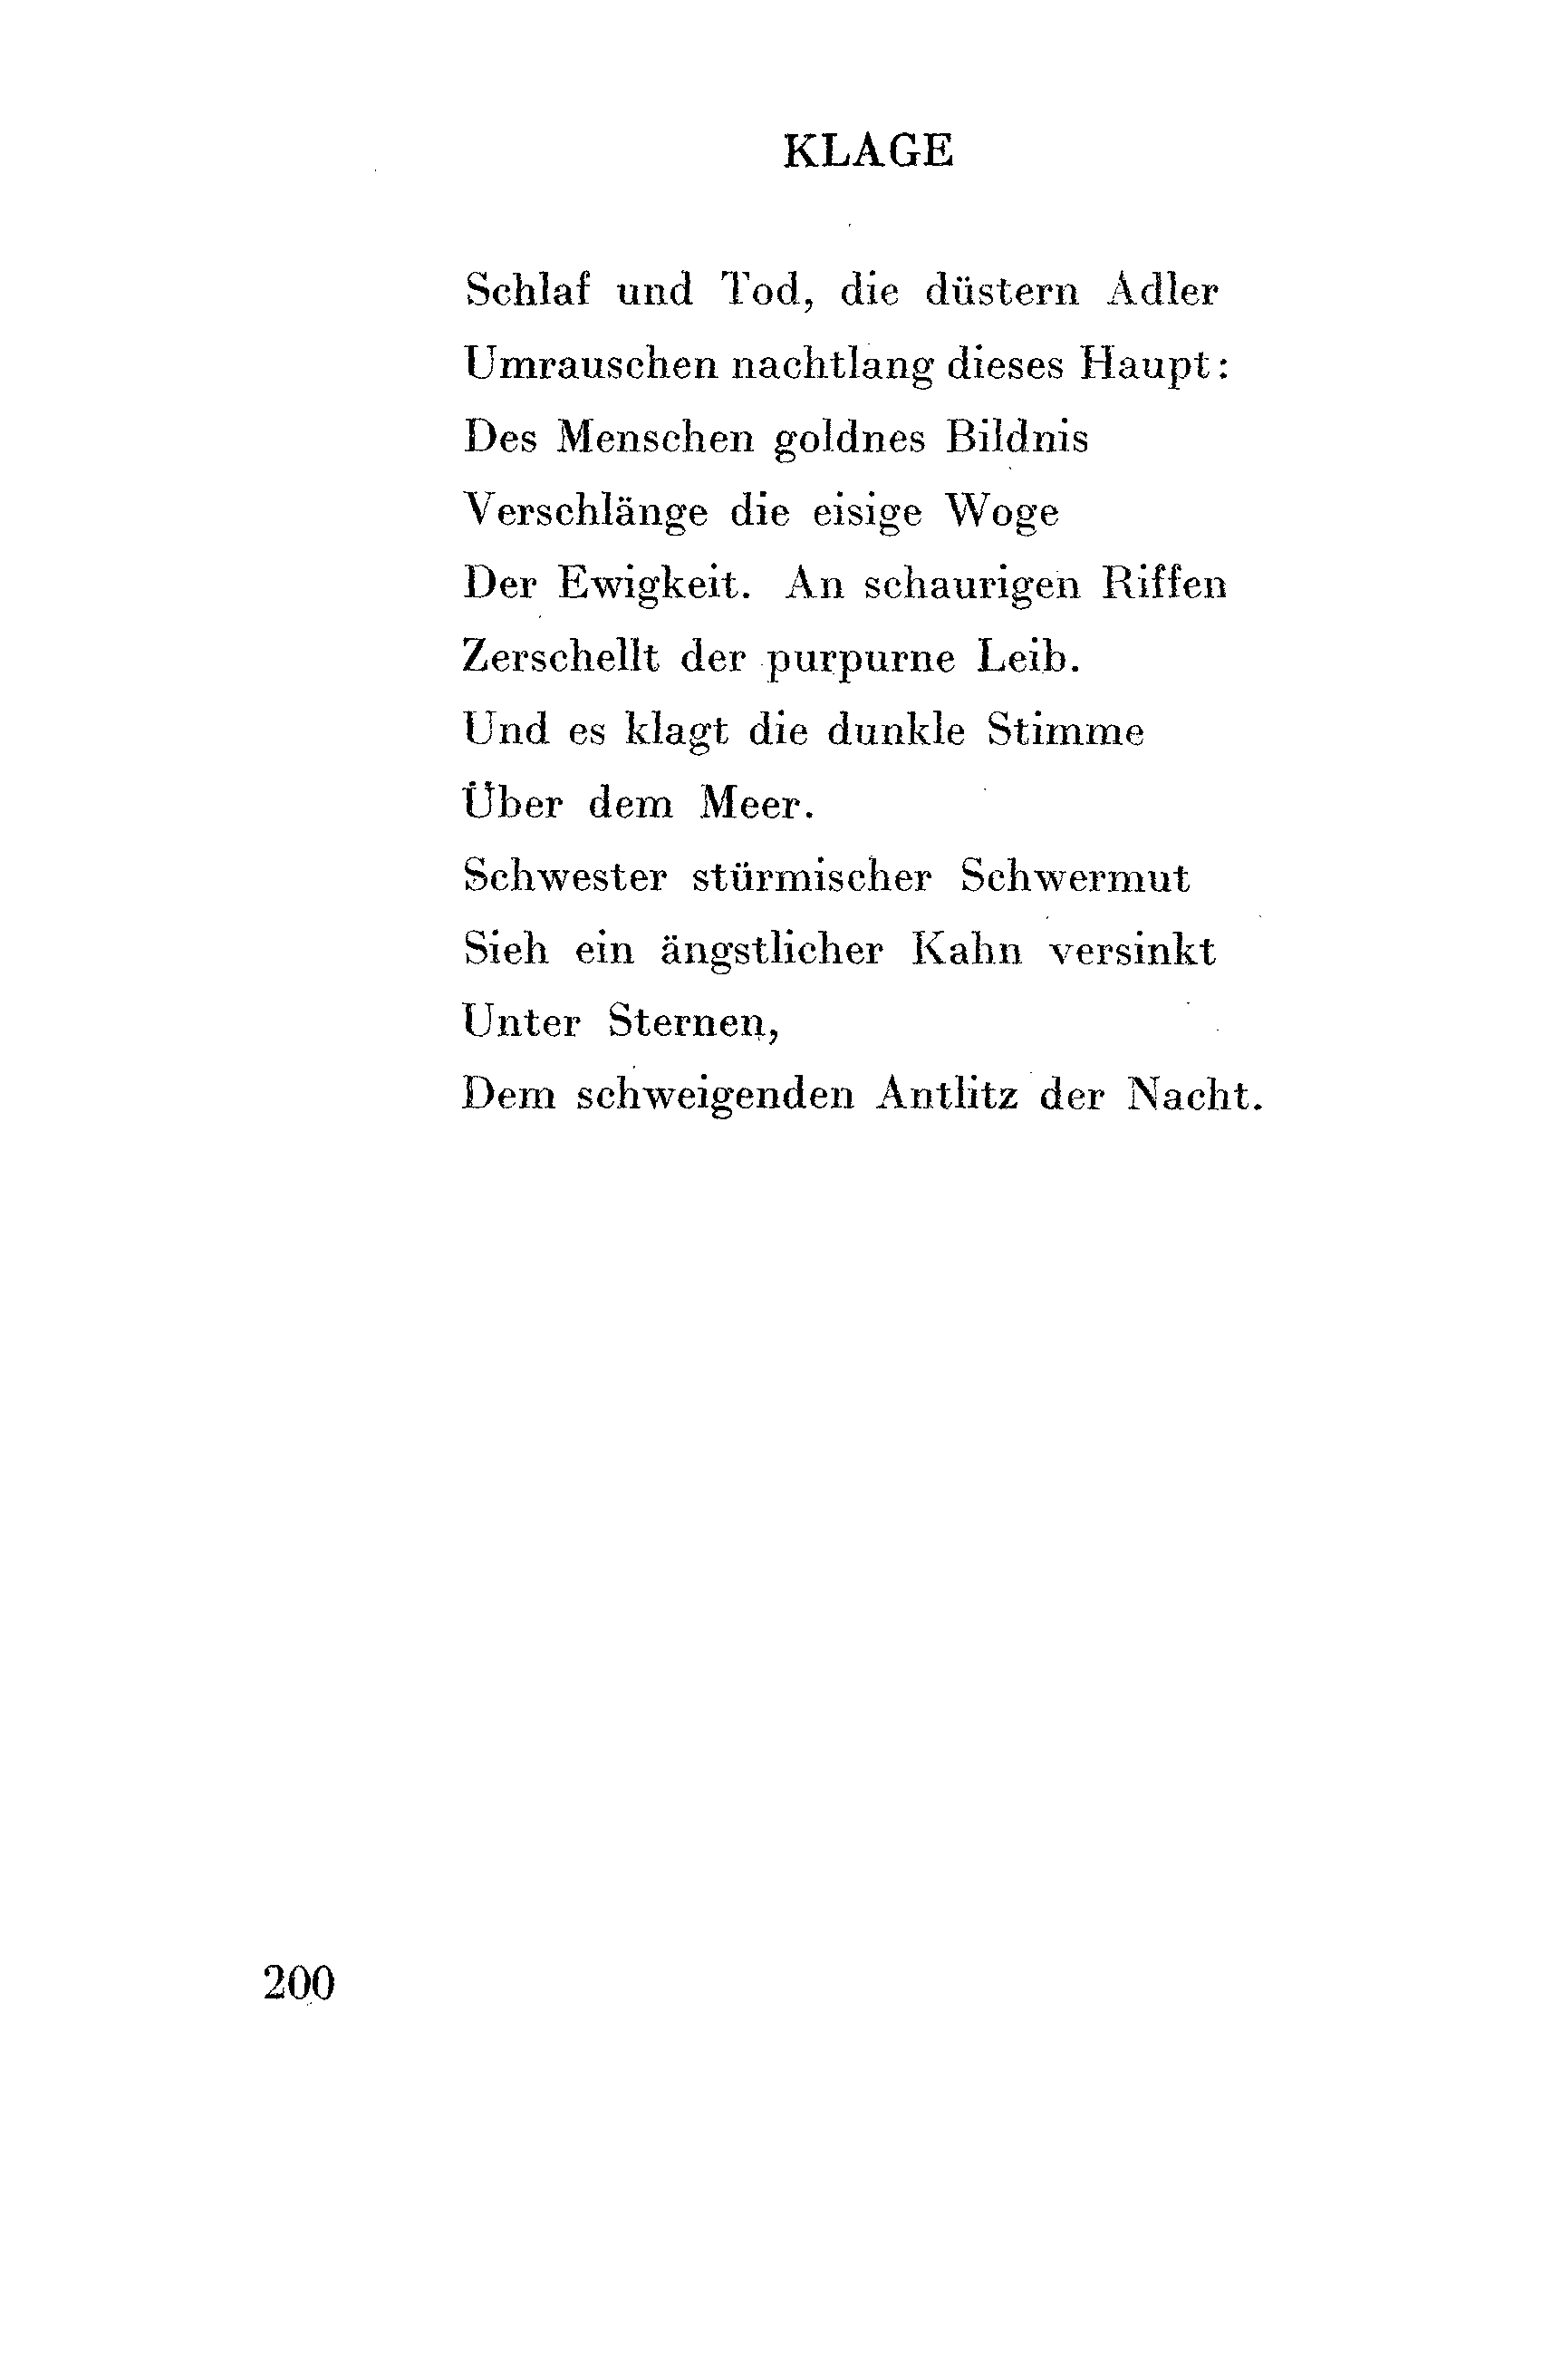 KLAGE
Schlaf und Tod, die düstern Adler
Umrauschen nachtlang dieses Haupt:
Des Menschen goldnes Bildnis
Verschlänge die eisige Woge
Der Ewigkeit. An schaurigen Riffen
Zerschellt der purpurne Leib.
Und es klagt die dunkle Stimme
Über dem Meer.
Schwester stürmischer Schwermut
Sieh ein ängstlicher Kahn versinkt
Unter Sternen,
Dem schweigenden Antlitz der Nacht.
200